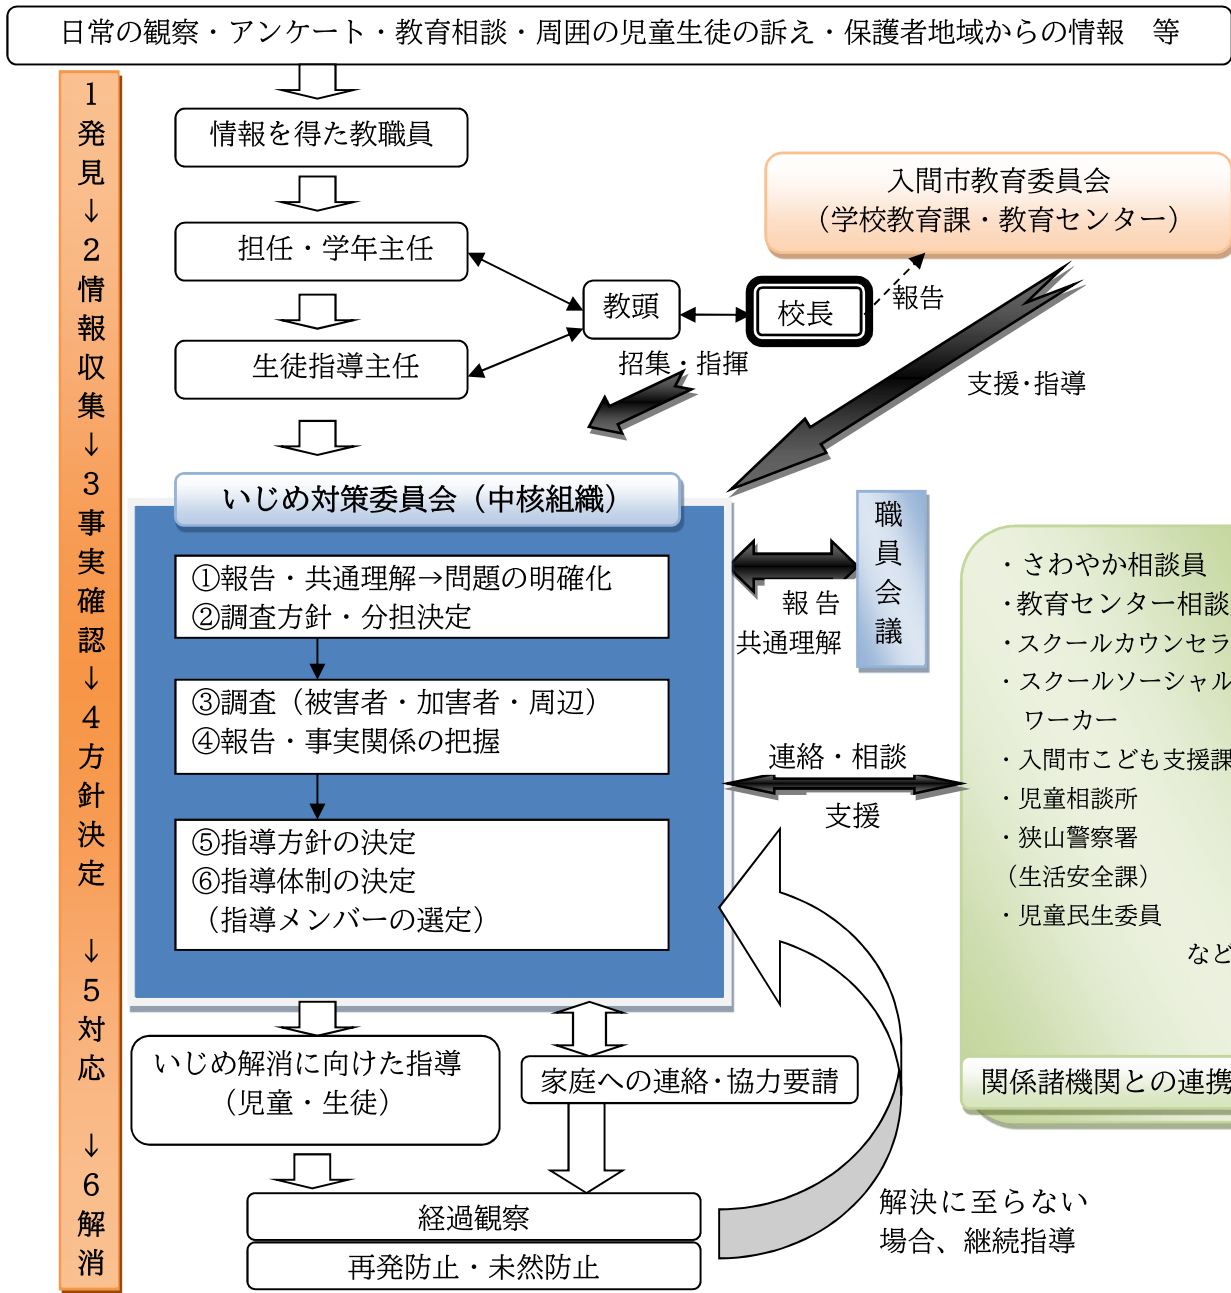 日常の観察・アンケート・教育相談・周囲の児童生徒の訴え・保護者地域からの情報　等
1発見↓2情報収集↓3事実確認↓4方針決定　↓5対応　↓6解消
情報を得た教職員
担任・学年主任
生徒指導主任
教頭
校長
入間市教育委員会
（学校教育課・教育センター）
報告
招集・指揮
支援・指導
いじめ対策委員会（中核組織）
①報告・共通理解→問題の明確化
②調査方針・分担決定
③調査（被害者・加害者・周辺）
④報告・事実関係の把握
⑤指導方針の決定
⑥指導体制の決定
（指導メンバーの選定）
職員会議
報 告
共通理解
連絡・相談
支援
・さわやか相談員
・教育センター相談
・スクールカウンセラ
・スクールソーシャル
ワーカー
・入間市こども支援課
・児童相談所
・狭山警察署
（生活安全課）
・児童民生委員
など
関係諸機関との連携
いじめ解消に向けた指導
（児童・生徒）
家庭への連絡・協力要請
経過観察
再発防止・未然防止
解決に至らない
場合、継続指導